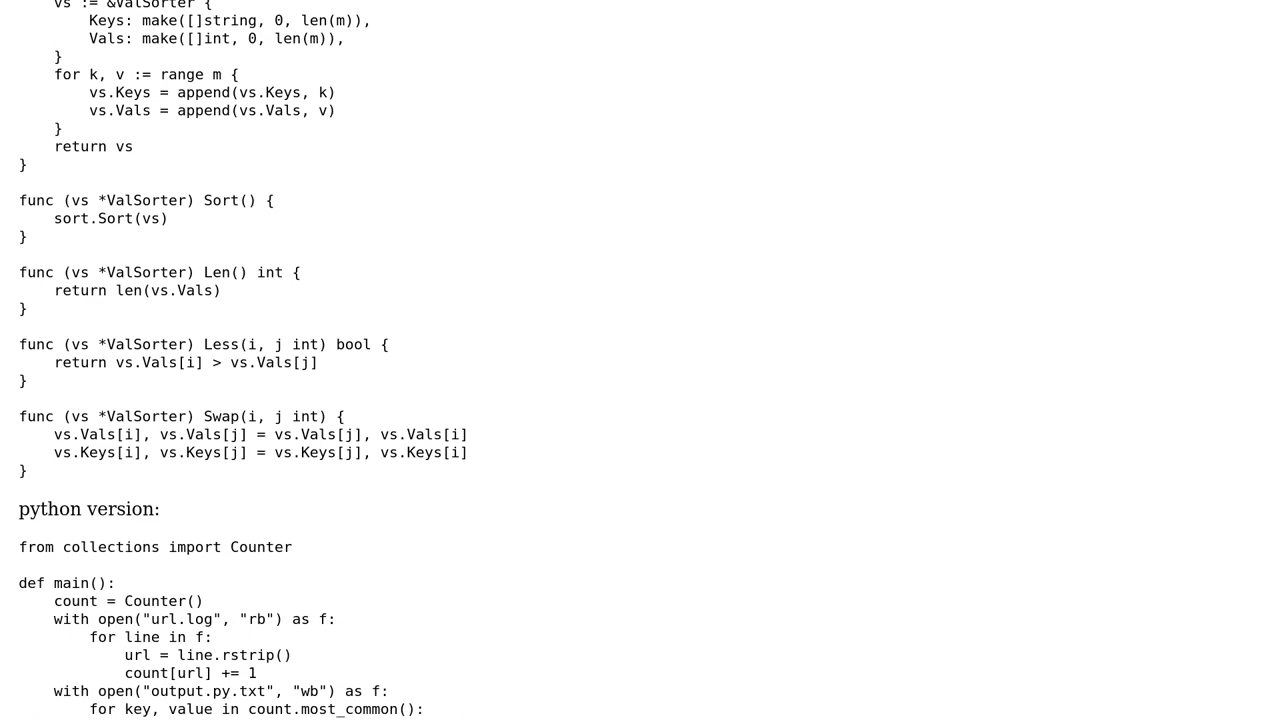 vs := &ValSorter {
        Keys: make([]string, 0, len(m)),
        Vals: make([]int, 0, len(m)),
    }
    for k, v := range m {
        vs.Keys = append(vs.Keys, k)
        vs.Vals = append(vs.Vals, v)
    }
    return vs
}

func (vs *ValSorter) Sort() {
    sort.Sort(vs)
}

func (vs *ValSorter) Len() int {
    return len(vs.Vals)
}

func (vs *ValSorter) Less(i, j int) bool {
    return vs.Vals[i] > vs.Vals[j]
}

func (vs *ValSorter) Swap(i, j int) {
    vs.Vals[i], vs.Vals[j] = vs.Vals[j], vs.Vals[i]
    vs.Keys[i], vs.Keys[j] = vs.Keys[j], vs.Keys[i]
}

python version:

from collections import Counter

def main():
    count = Counter()
    with open("url.log", "rb") as f:
        for line in f:
            url = line.rstrip()
            count[url] += 1
    with open("output.py.txt", "wb") as f:
        for key, value in count.most_common():